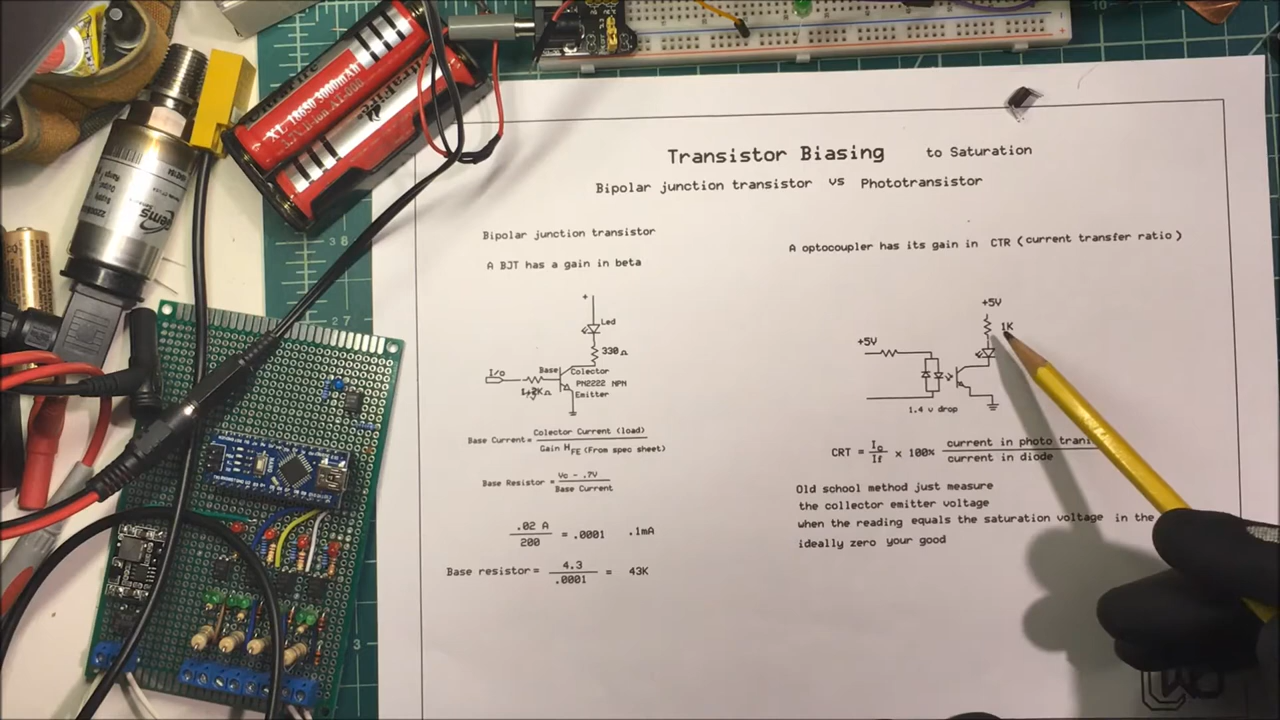 XL 18650 3000mAh
Transistor Biasing to Saturation
Bipolar junction transistor vs Phototransistor
Bipolar junction transistor
A BJT has a gain in beta
+
Led
330Ω
I/o
Base
Colector
PN2222 NPN
Emitter
Base Current= Colector Current (load)
Gain HFE (From spec sheet)
Base Resistor = Vc - .7V
Base Current
.02 A
200
= .0001 .1mA
Base resistor= 4.3
.0001
= 43K
A optocoupler has its gain in CTR (current transfer ratio)
+5V
1K
+5V
1.4 v drop
CRT = Ic
If
x 100% current in photo
current in diode
Old school method just measure
the collector emitter voltage
when the reading equals the saturation voltage in the
ideally zero your good